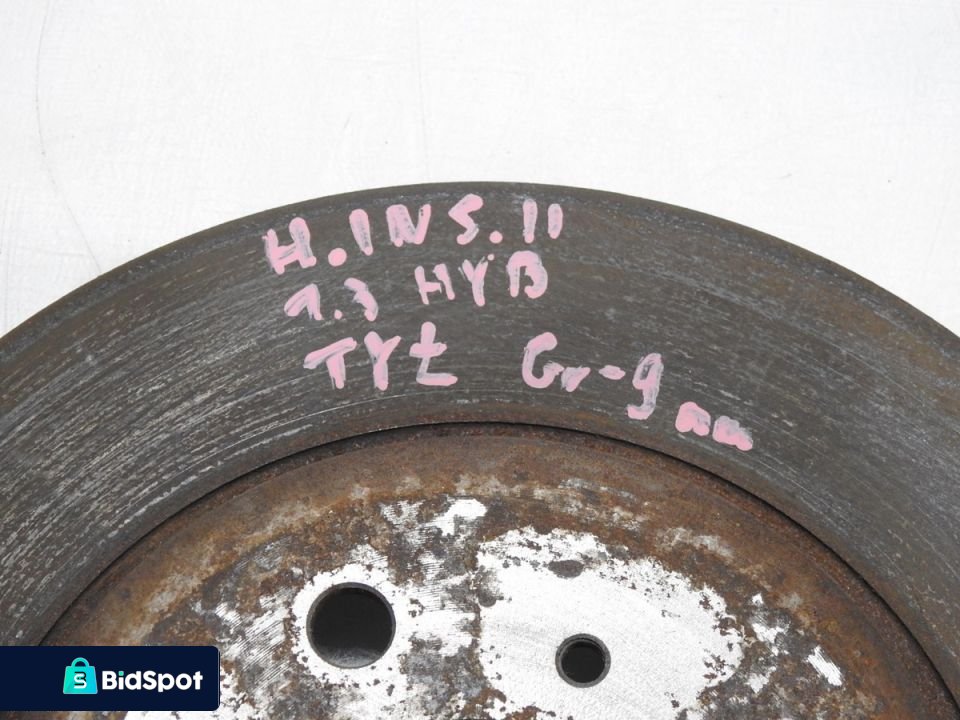 H.INS.II
1.3 HYB
TYŁ Gr-9 mm
BidSpot